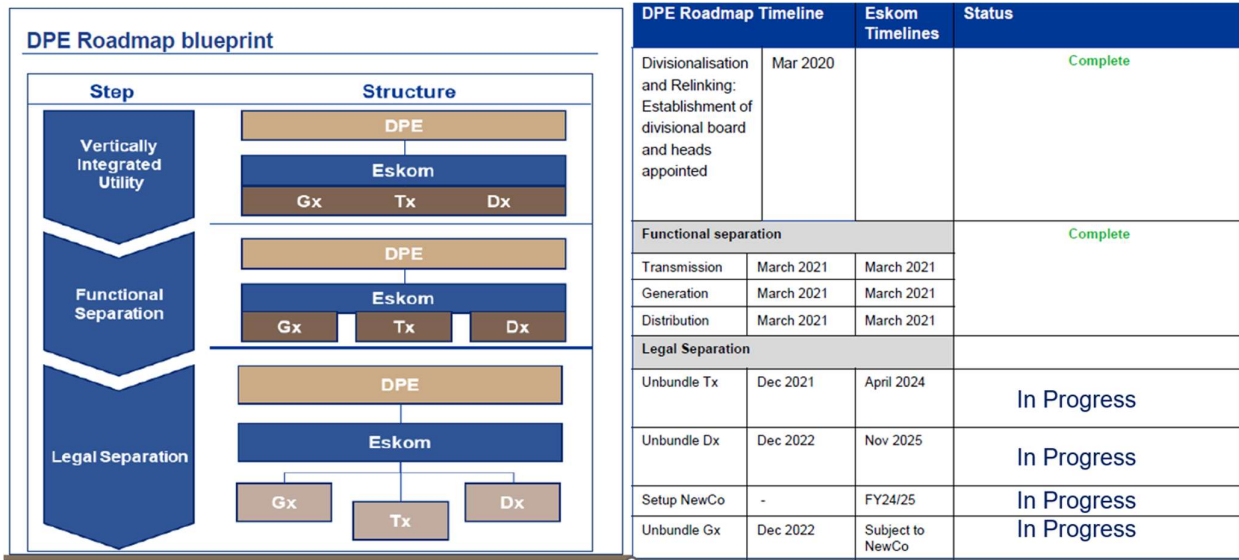 DPE Roadmap blueprint
Step
Structure
Vertically
Integrated
Utility
DPE
Eskom
Gx Tx Dx
Functional
Separation
DPE
Eskom
Gx Tx Dx
Legal Separation
DPE
Eskom
Gx Tx Dx
DPE Roadmap Timeline
Eskom
Timelines
Status
Divisionalisation
and Relinking:
Establishment of
divisional board
and heads
appointed
Mar 2020
Complete
Functional separation
Complete
Transmission March 2021 March 2021
Generation March 2021 March 2021
Distribution March 2021 March 2021
Legal Separation
Unbundle Tx Dec 2021 April 2024
In Progress
Unbundle Dx Dec 2022 Nov 2025
In Progress
Setup NewCo - FY24/25 In Progress
Unbundle Gx Dec 2022 Subject to
NewCo
In Progress